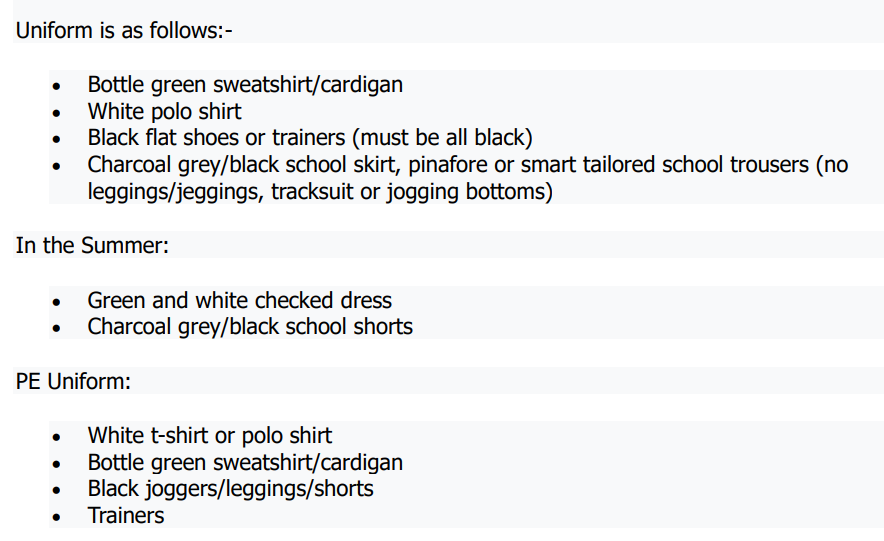 Uniform is as follows:-
• Bottle green sweatshirt/cardigan
• White polo shirt
• Black flat shoes or trainers (must be all black)
• Charcoal grey/black school skirt, pinafore or smart tailored school trousers (no
leggings/jeggings, tracksuit or jogging bottoms)
In the Summer:
• Green and white checked dress
• Charcoal grey/black school shorts
PE Uniform:
• White t-shirt or polo shirt
• Bottle green sweatshirt/cardigan
• Black joggers/leggings/shorts
• Trainers